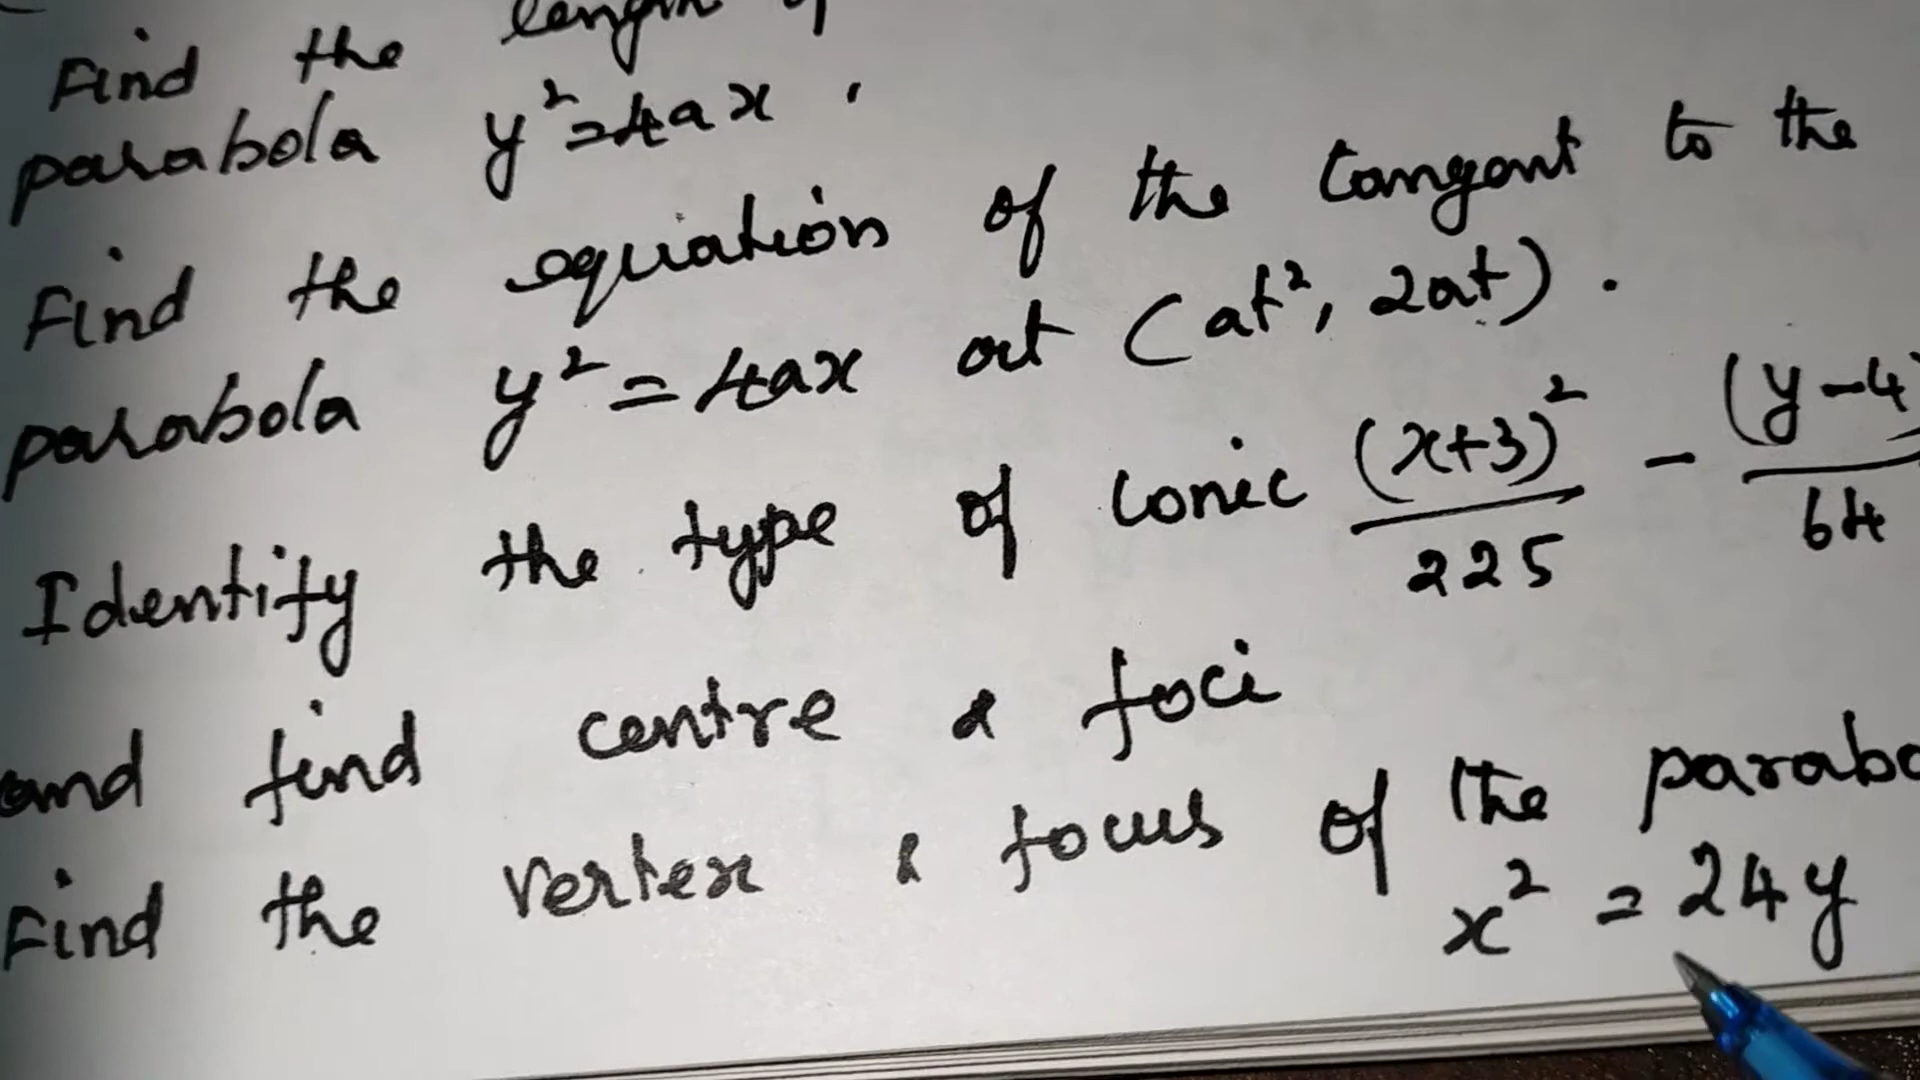 Find the length of
parabola y²=4ax.
Find the equation of the tangent to the
parabola y² = 4ax at (at², 2at).
Identify the type of conic (x+3)²/225 - (y-4)/64
and find centre & foci
Find the vertex & focus of the parabo
x² = 24y